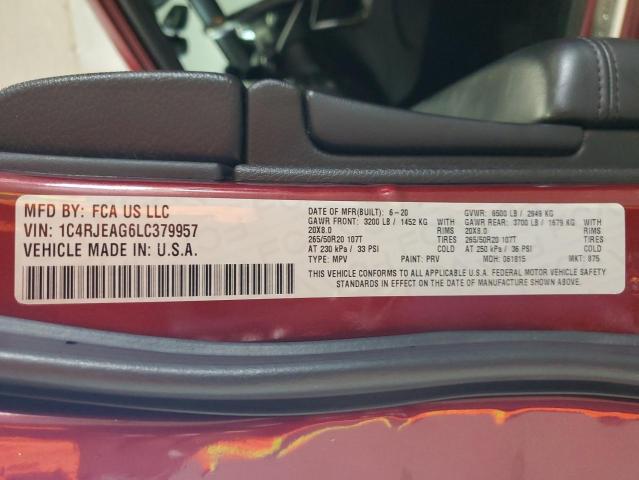 MFD BY: FCA US LLC
VIN: 1C4RJEAG6LC379957
VEHICLE MADE IN U.S.A.
DATE OF MFR(BUILT): 6-20 GVWR: 6500 LB / 2949 KG
GAWR FRONT: 3200 LB / 1452 KG WITH GAWR REAR: 3700 LB / 1679 KG WITH
20X8.0 RIMS 20X8.0 RIMS
265/50R20 107T TIRES 265/50R20 107T TIRES
AT 230 kPa / 33 PSI COLD AT 250 kPa / 36 PSI COLD
TYPE: MPV PAINT: PRV MDH: 061815 MKT: 875
THIS VEHICLE CONFORMS TO ALL APPLICABLE U.S.A. FEDERAL MOTOR VEHICLE SAFETY
STANDARDS IN EFFECT ON THE DATE OF MANUFACTURE SHOWN ABOVE.